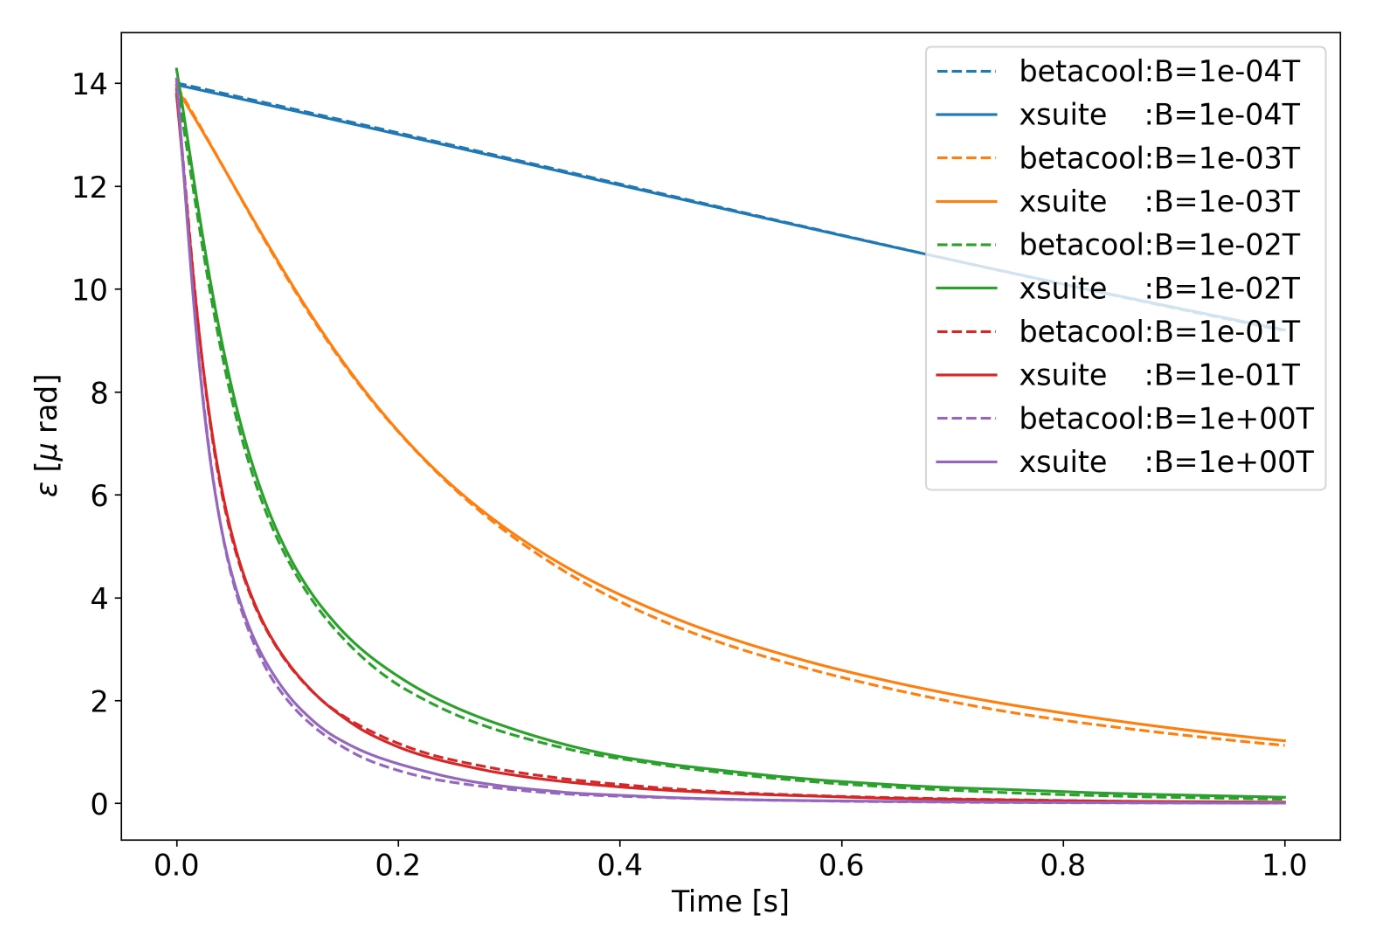 14
12
10
8
6
4
2
0
ε [μ rad]
0.0 0.2 0.4 0.6 0.8 1.0
Time [s]
betacool:B=1e-04T
xsuite :B=1e-04T
betacool:B=1e-03T
xsuite :B=1e-03T
betacool:B=1e-02T
xsuite :B=1e-02T
betacool:B=1e-01T
xsuite :B=1e-01T
betacool:B=1e+00T
xsuite :B=1e+00T